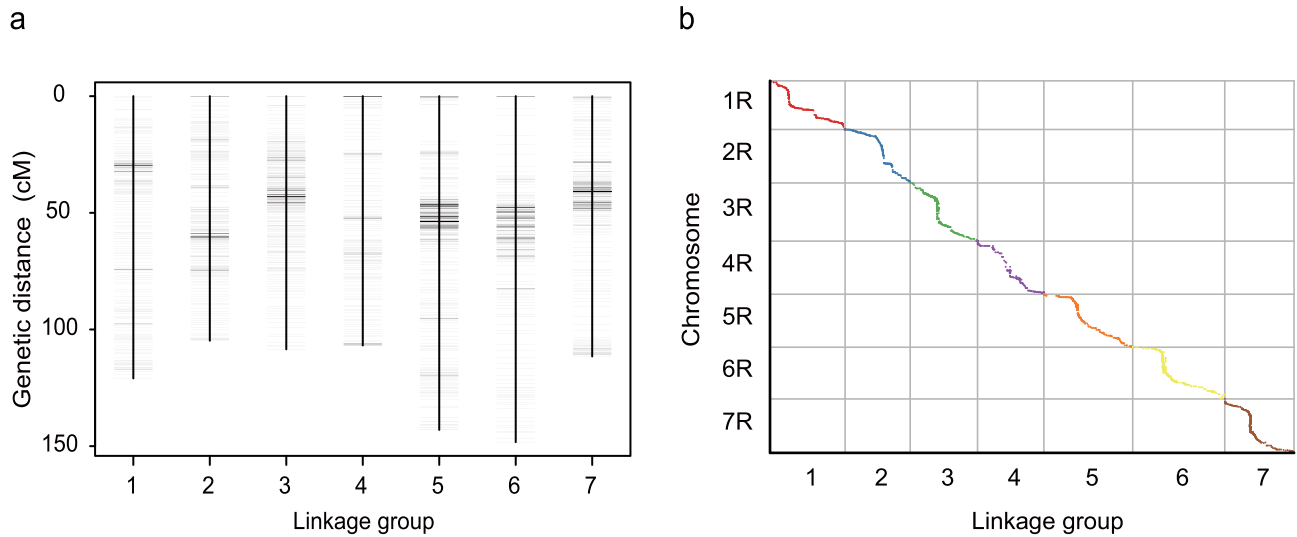 a
0
50
100
150
Genetic distance (cM)
1 2 3 4 5 6 7
Linkage group
b
1R
2R
3R
4R
5R
6R
7R
Chromosome
1 2 3 4 5 6 7
Linkage group